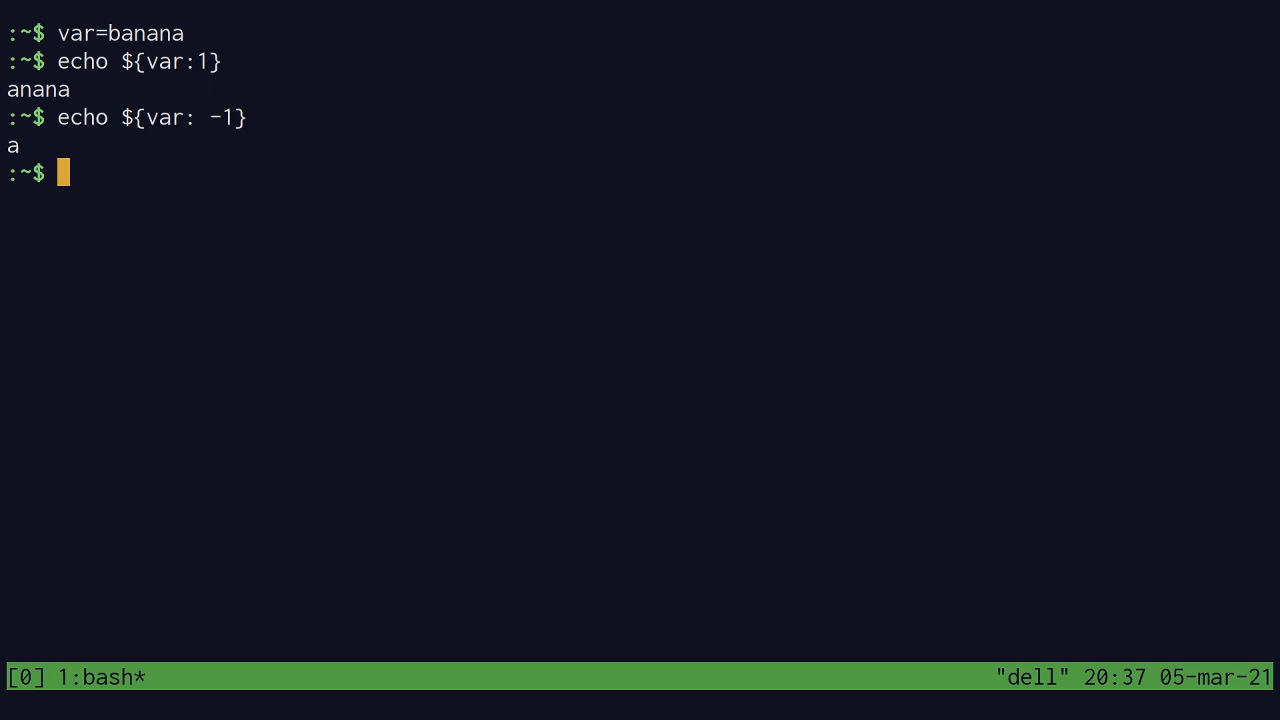 :~$ var=banana
:~$ echo ${var:1}
anana
:~$ echo ${var: -1}
a
:~$
[0] 1:bash* "dell" 20:37 05-mar-21